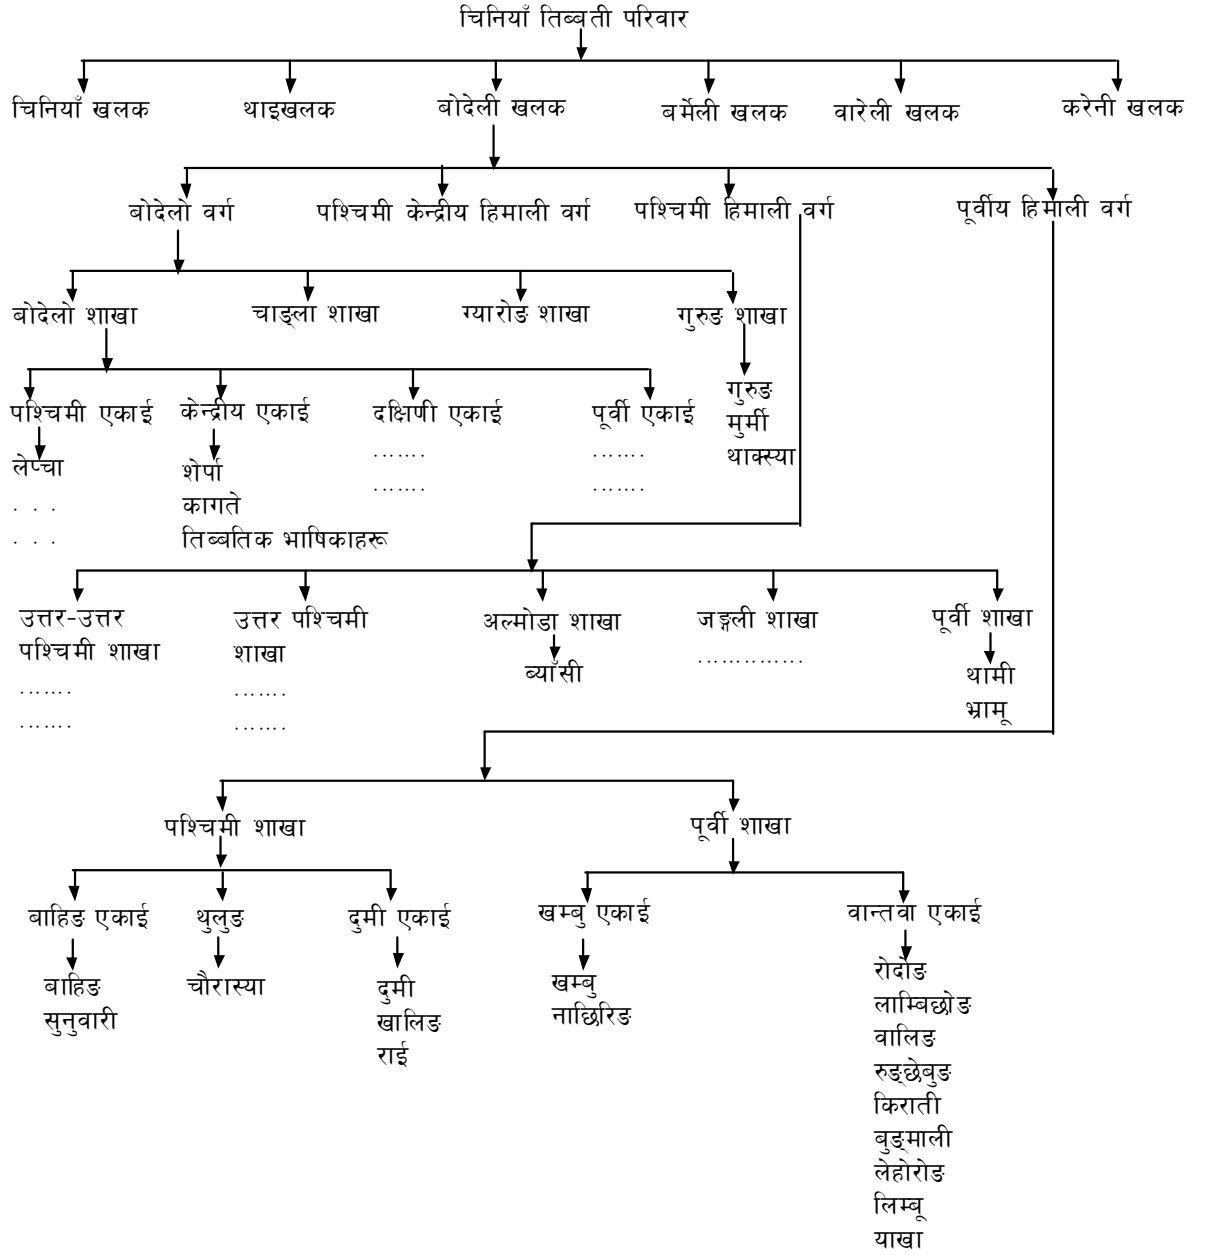 चिनियाँ तिब्बती परिवार
चिनियाँ खलक थाइखलक बोदेली खलक बर्मेली खलक वारेली खलक करेनी खलक
बोदेलो वर्ग पश्चिमी केन्द्रीय हिमाली वर्ग पश्चिमी हिमाली वर्ग पूर्वीय हिमाली वर्ग
बोदेलो शाखा चाङ्ला शाखा ग्यारोङ शाखा गुरुङ शाखा
गुरुङ
मुर्मी
थाक्स्या
पश्चिमी एकाई केन्द्रीय एकाई दक्षिणी एकाई पूर्वी एकाई
लेप्चा
. . .
. . .
शेर्पा
कागते
तिब्बतिक भाषिकाहरू
.......
.......
.......
.......
उत्तर-उत्तर
पश्चिमी शाखा
.......
.......
उत्तर पश्चिमी
शाखा
.......
.......
अल्मोडा शाखा
ब्याँसी
जङ्गली शाखा
..............
पूर्वी शाखा
थामी
भ्रामू
पश्चिमी शाखा पूर्वी शाखा
बाहिङ एकाई थुलुङ दुमी एकाई खम्बु एकाई वान्तवा एकाई
बाहिङ
सुनुवारी
चौरास्या
दुमी
खालिङ
राई
खम्बु
नाछिरिङ
रोदोङ
लाम्बिछोङ
वालिङ
रुङ्छेबुङ
किराती
बुङ्माली
लेहोरोङ
लिम्बू
याखा